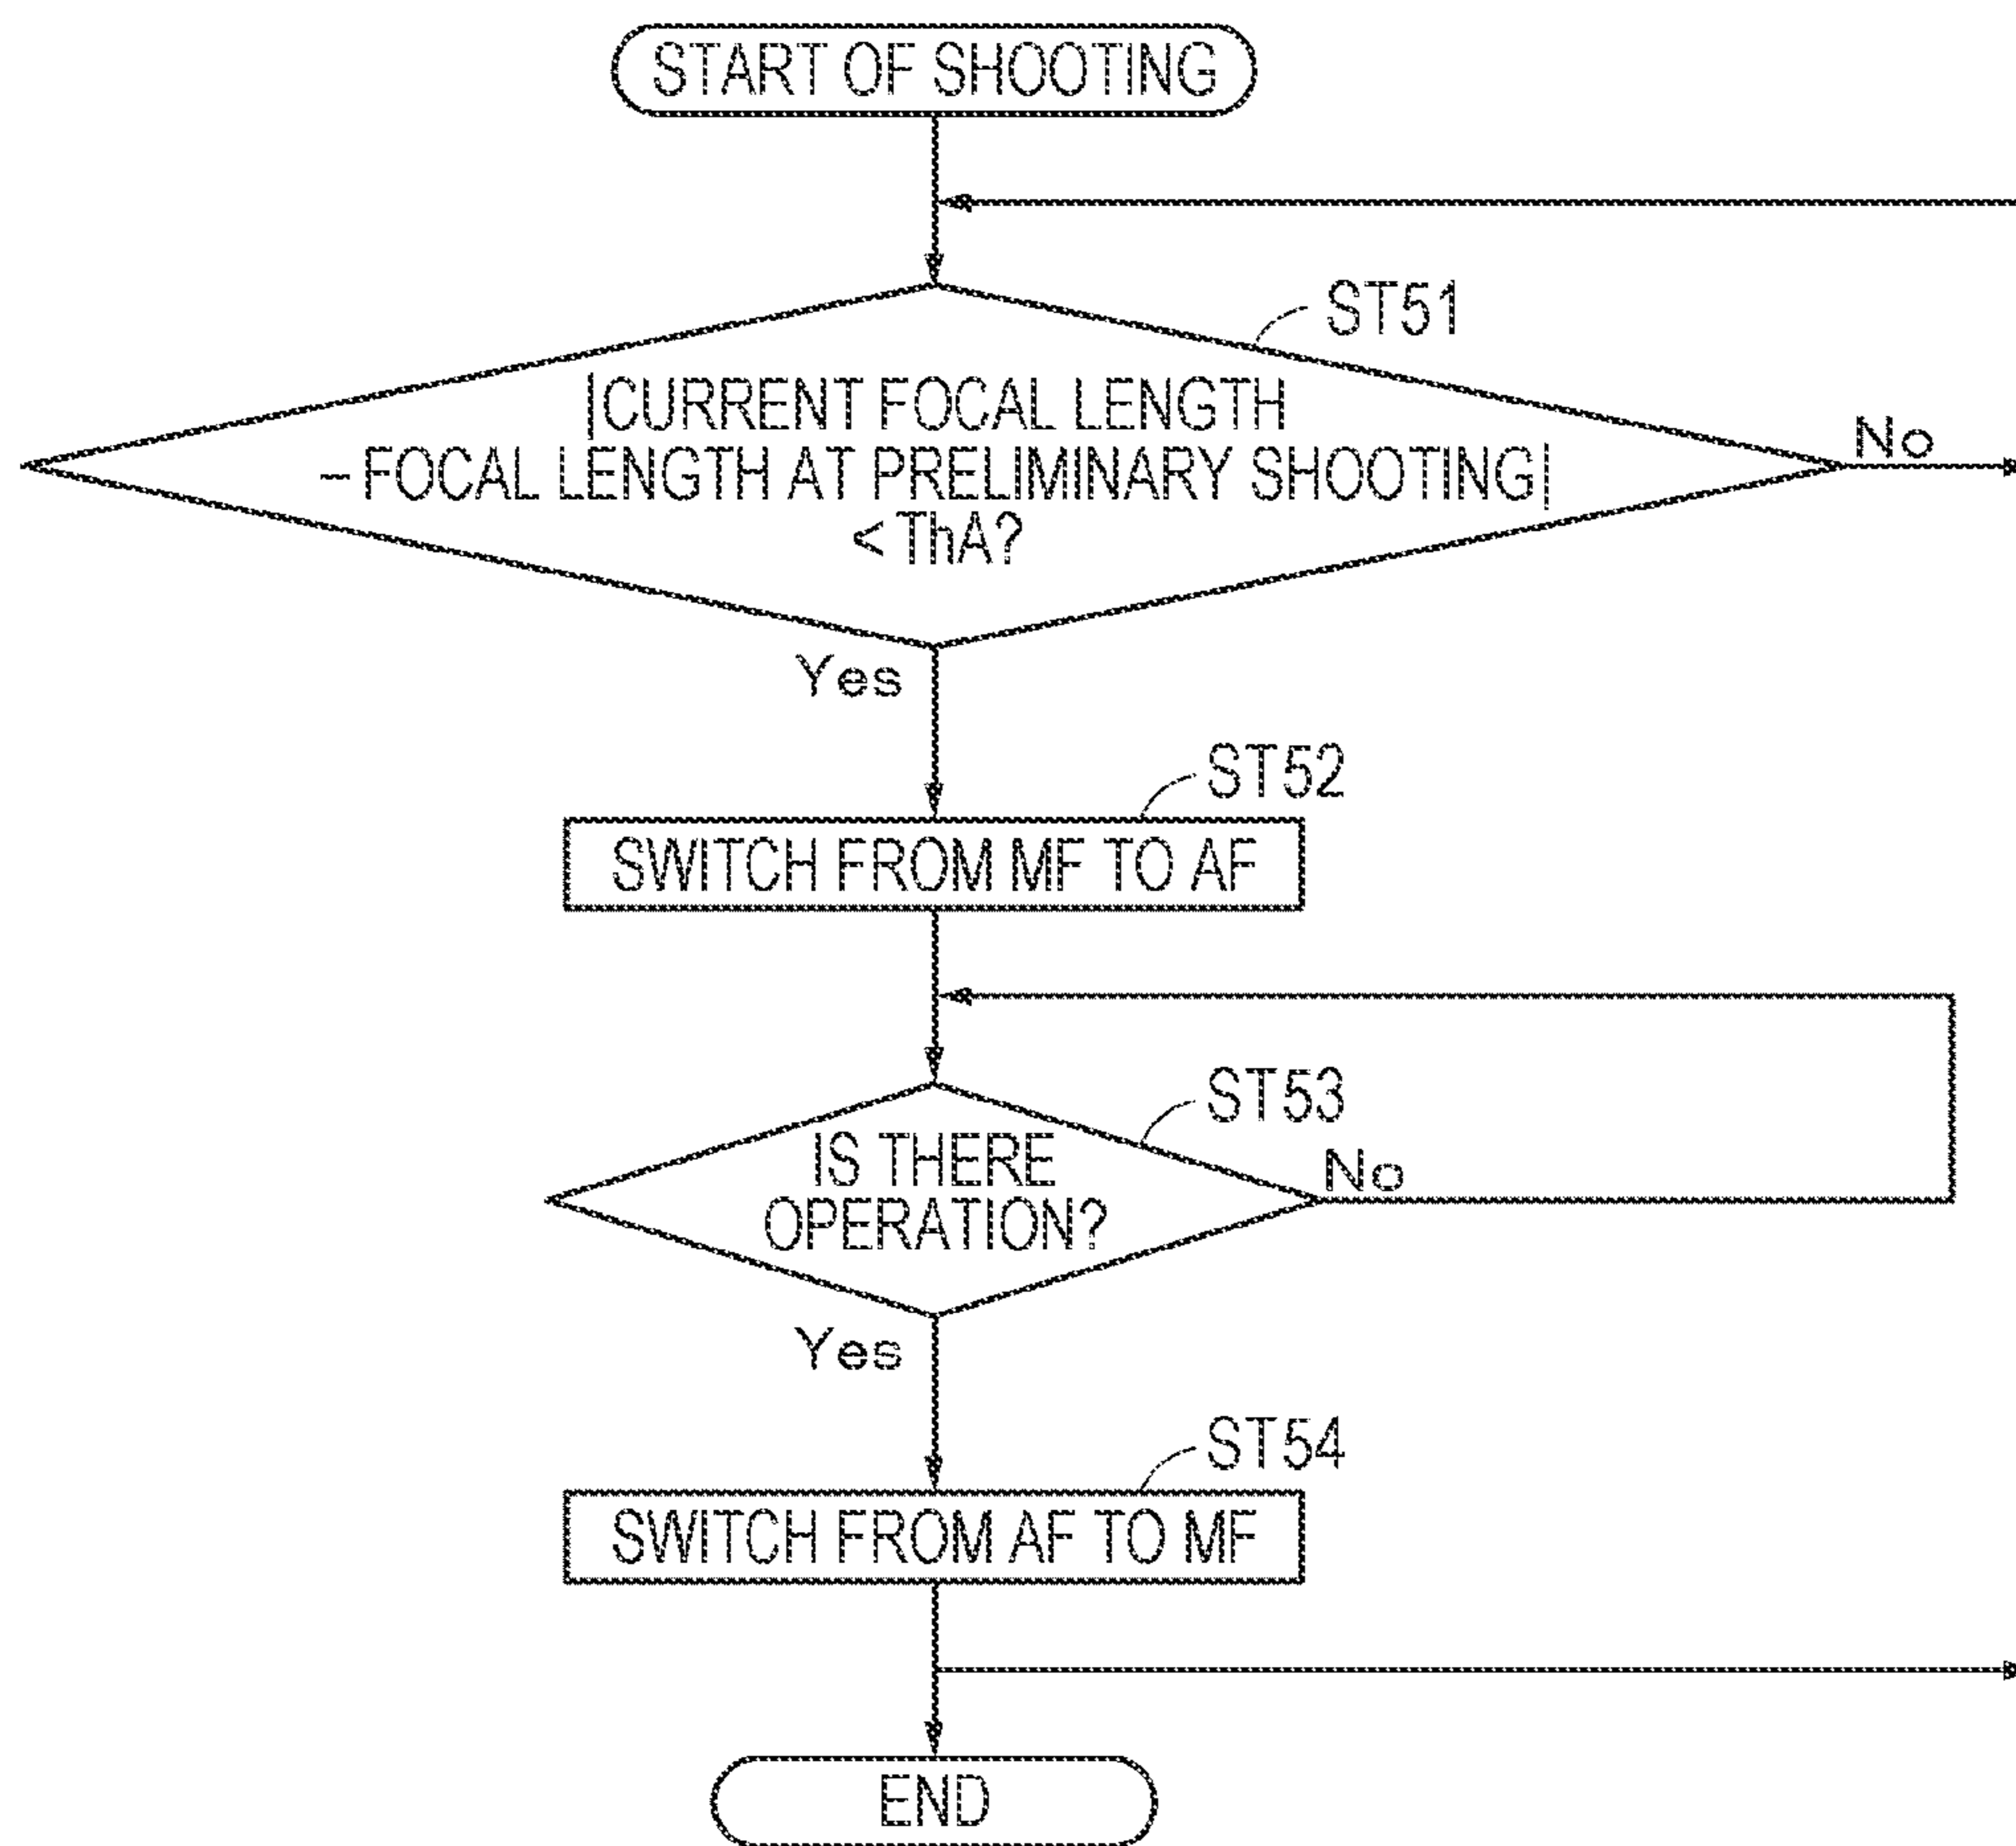 START OF SHOOTING
ST51
|CURRENT FOCAL LENGTH
– FOCAL LENGTH AT PRELIMINARY SHOOTING|
< ThA?
No
Yes
ST52
SWITCH FROM MF TO AF
ST53
IS THERE
OPERATION?
No
Yes
ST54
SWITCH FROM AF TO MF
END